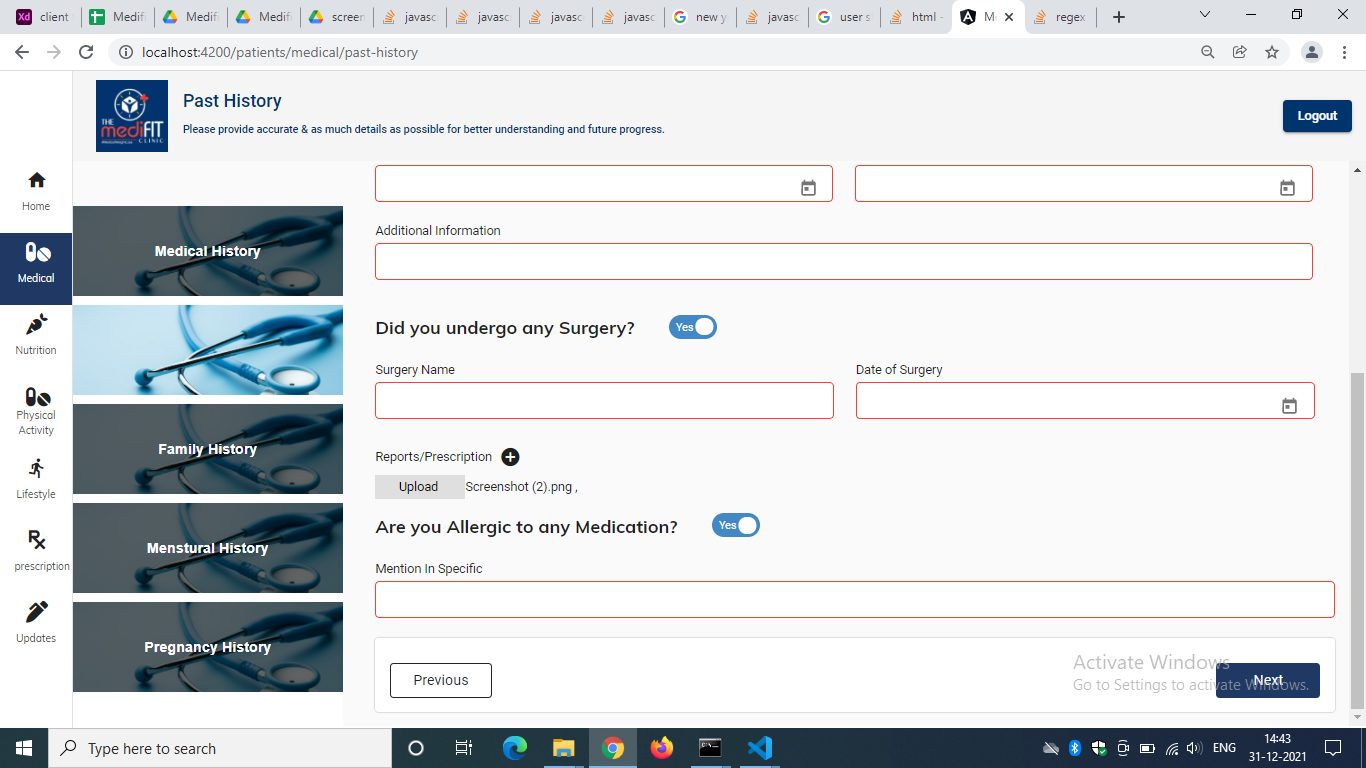 client
Medif
Medifi
Medifi
screen
javasc
javasc
javasc
javasc
new y
javasc
user s
html -
M
regex
localhost:4200/patients/medical/past-history
THE
mediFIT
CLINIC
Past History
Please provide accurate & as much details as possible for better understanding and future progress.
Logout
Home
Medical
Nutrition
Physical
Activity
Lifestyle
prescription
Updates
Medical History
Family History
Menstural History
Pregnancy History
Additional Information
Did you undergo any Surgery?
Yes
Surgery Name
Date of Surgery
Reports/Prescription
Upload
Screenshot (2).png ,
Are you Allergic to any Medication?
Yes
Mention In Specific
Previous
Next
Activate Windows
Go to Settings to activate Windows.
Type here to search
ENG
14:43
31-12-2021